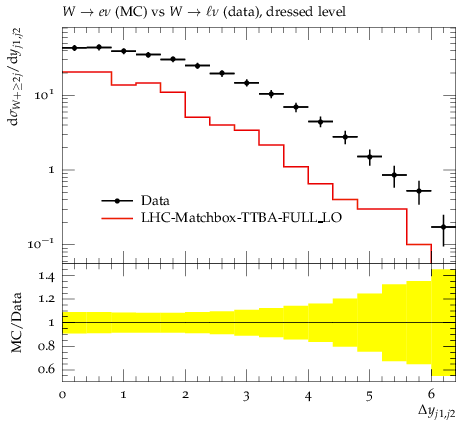 W → eν (MC) vs W → ℓν (data), dressed level
dσ_{W+≥2j}/dy_{j1,j2}
10^1
1
10^{-1}
Data
LHC-Matchbox-TTBA-FULL_LO
MC/Data
1.4
1.2
1
0.8
0.6
0 1 2 3 4 5 6
Δy_{j1,j2}